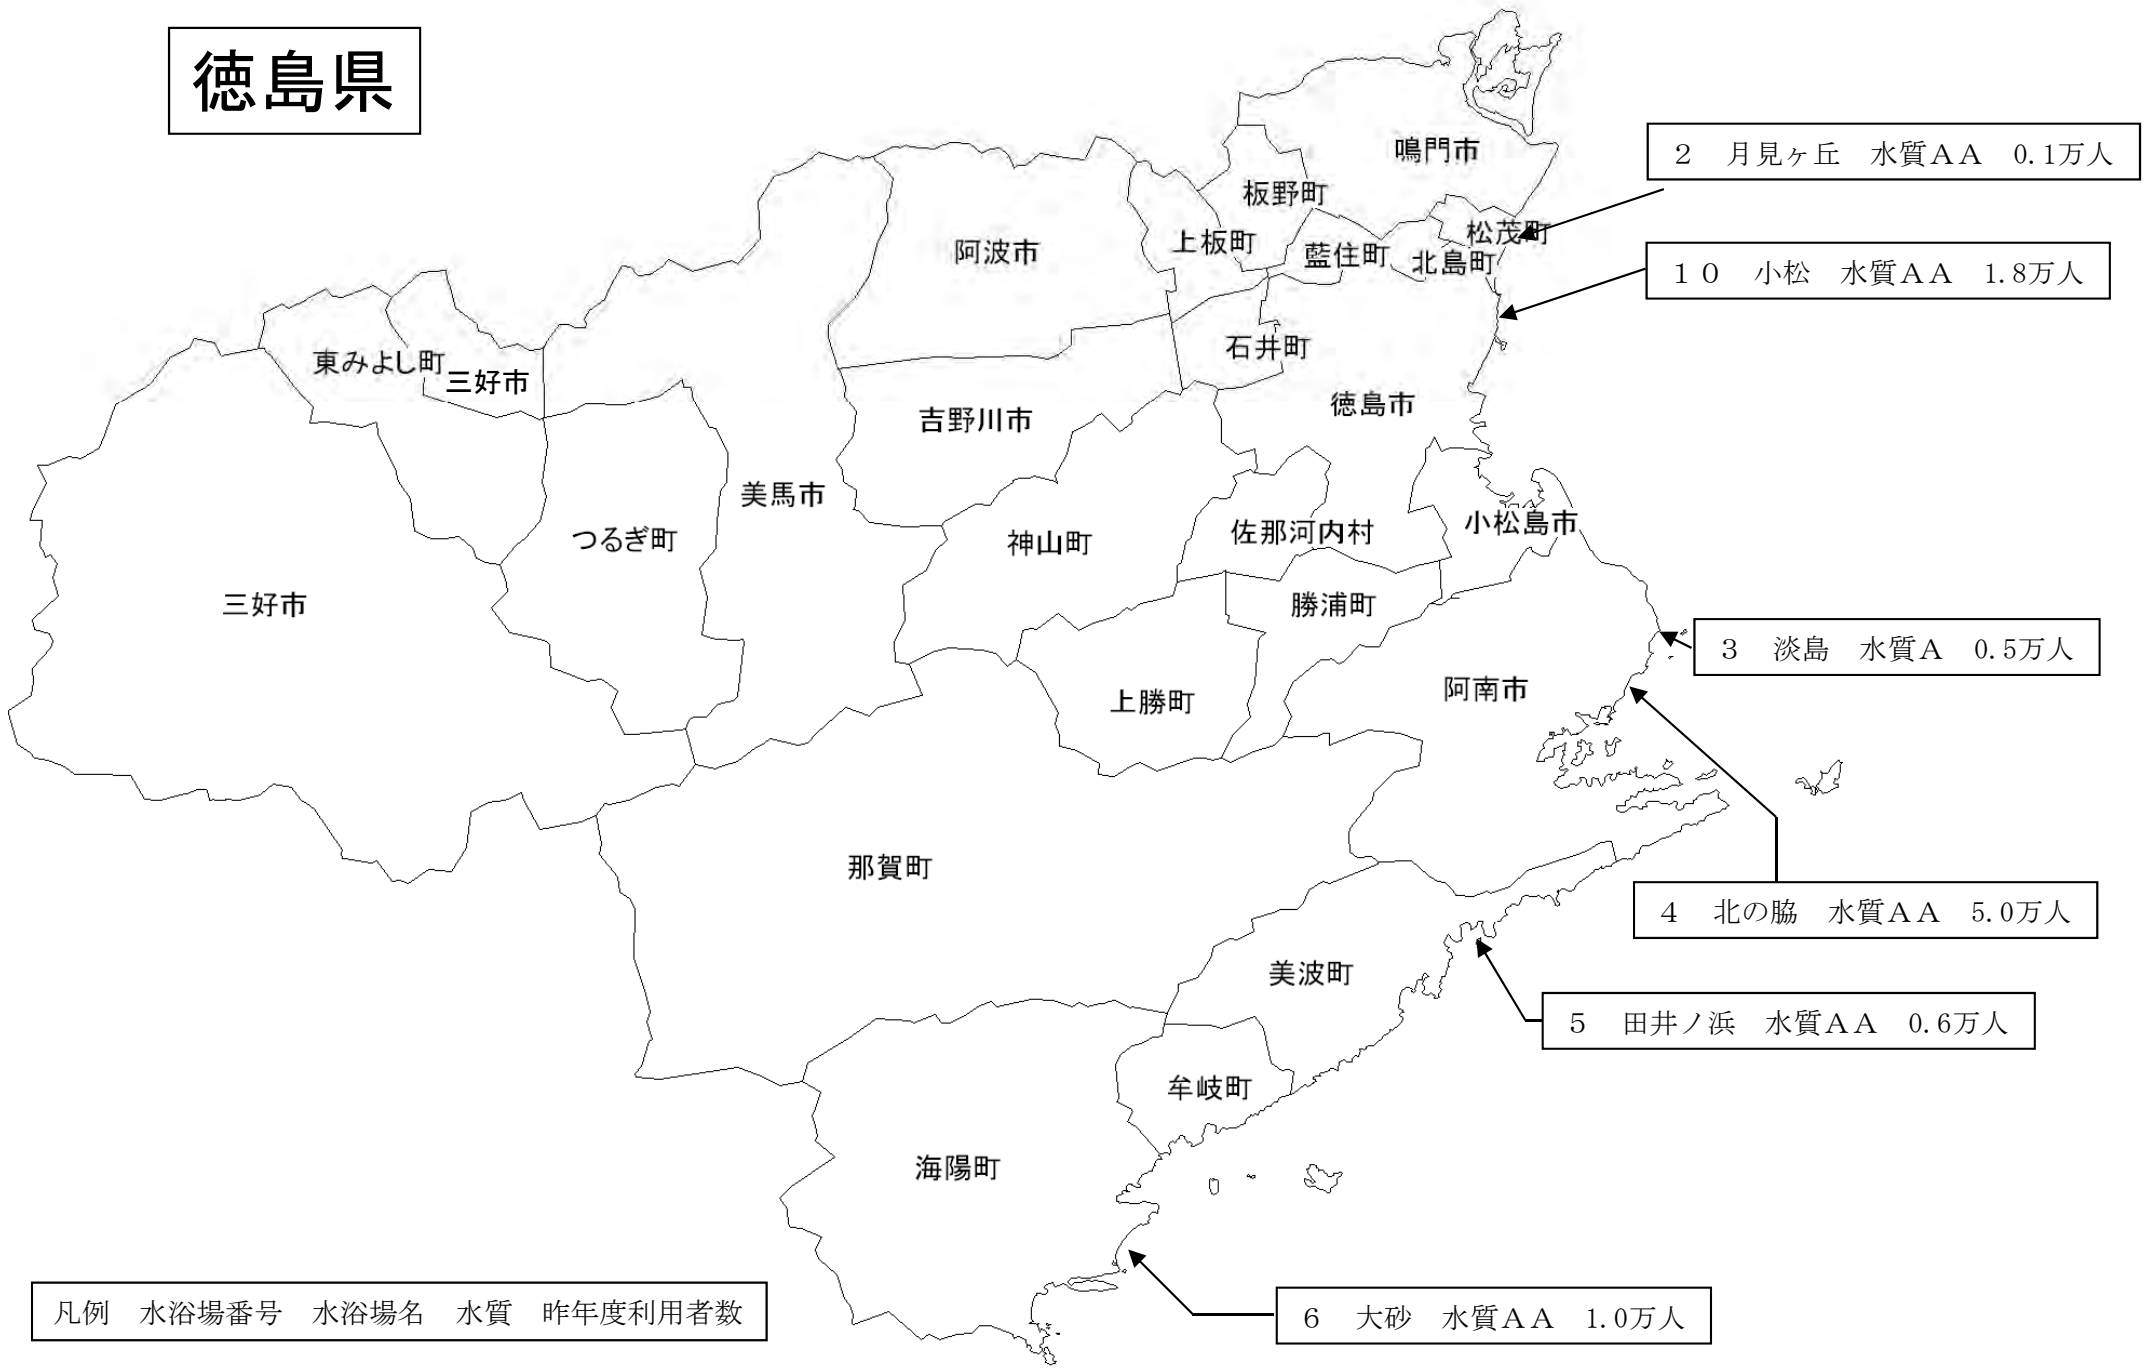 徳島県
鳴門市
２　月見ヶ丘　水質ＡＡ　0.1万人
板野町
松茂町
上板町
阿波市
藍住町
北島町
１０　小松　水質ＡＡ　1.8万人
石井町
東みよし町
三好市
徳島市
吉野川市
美馬市
小松島市
佐那河内村
つるぎ町
神山町
三好市
勝浦町
３　淡島　水質Ａ　0.5万人
阿南市
上勝町
那賀町
４　北の脇　水質ＡＡ　5.0万人
美波町
５　田井ノ浜　水質ＡＡ　0.6万人
牟岐町
海陽町
凡例　水浴場番号　水浴場名　水質　昨年度利用者数
６　大砂　水質ＡＡ　1.0万人